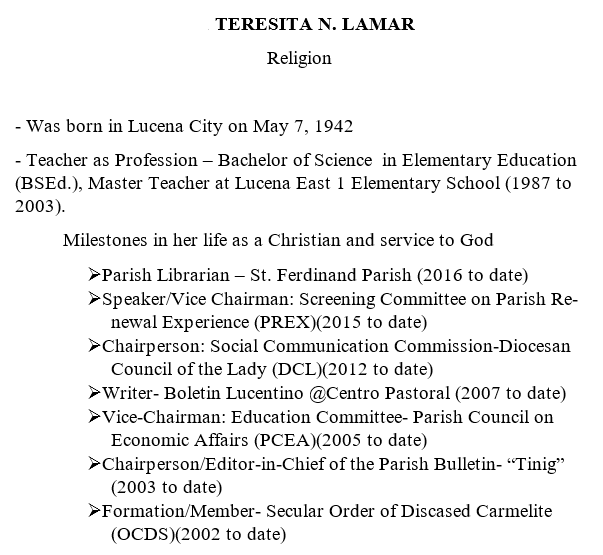 TERESITA N. LAMAR
Religion
- Was born in Lucena City on May 7, 1942
- Teacher as Profession – Bachelor of Science in Elementary Education
(BSEd.), Master Teacher at Lucena East 1 Elementary School (1987 to
2003).
Milestones in her life as a Christian and service to God
➢Parish Librarian – St. Ferdinand Parish (2016 to date)
➢Speaker/Vice Chairman: Screening Committee on Parish Re-
newal Experience (PREX)(2015 to date)
➢Chairperson: Social Communication Commission-Diocesan
Council of the Lady (DCL)(2012 to date)
➢Writer- Boletin Lucentino @Centro Pastoral (2007 to date)
➢Vice-Chairman: Education Committee- Parish Council on
Economic Affairs (PCEA)(2005 to date)
➢Chairperson/Editor-in-Chief of the Parish Bulletin- “Tinig”
(2003 to date)
➢Formation/Member- Secular Order of Discased Carmelite
(OCDS)(2002 to date)